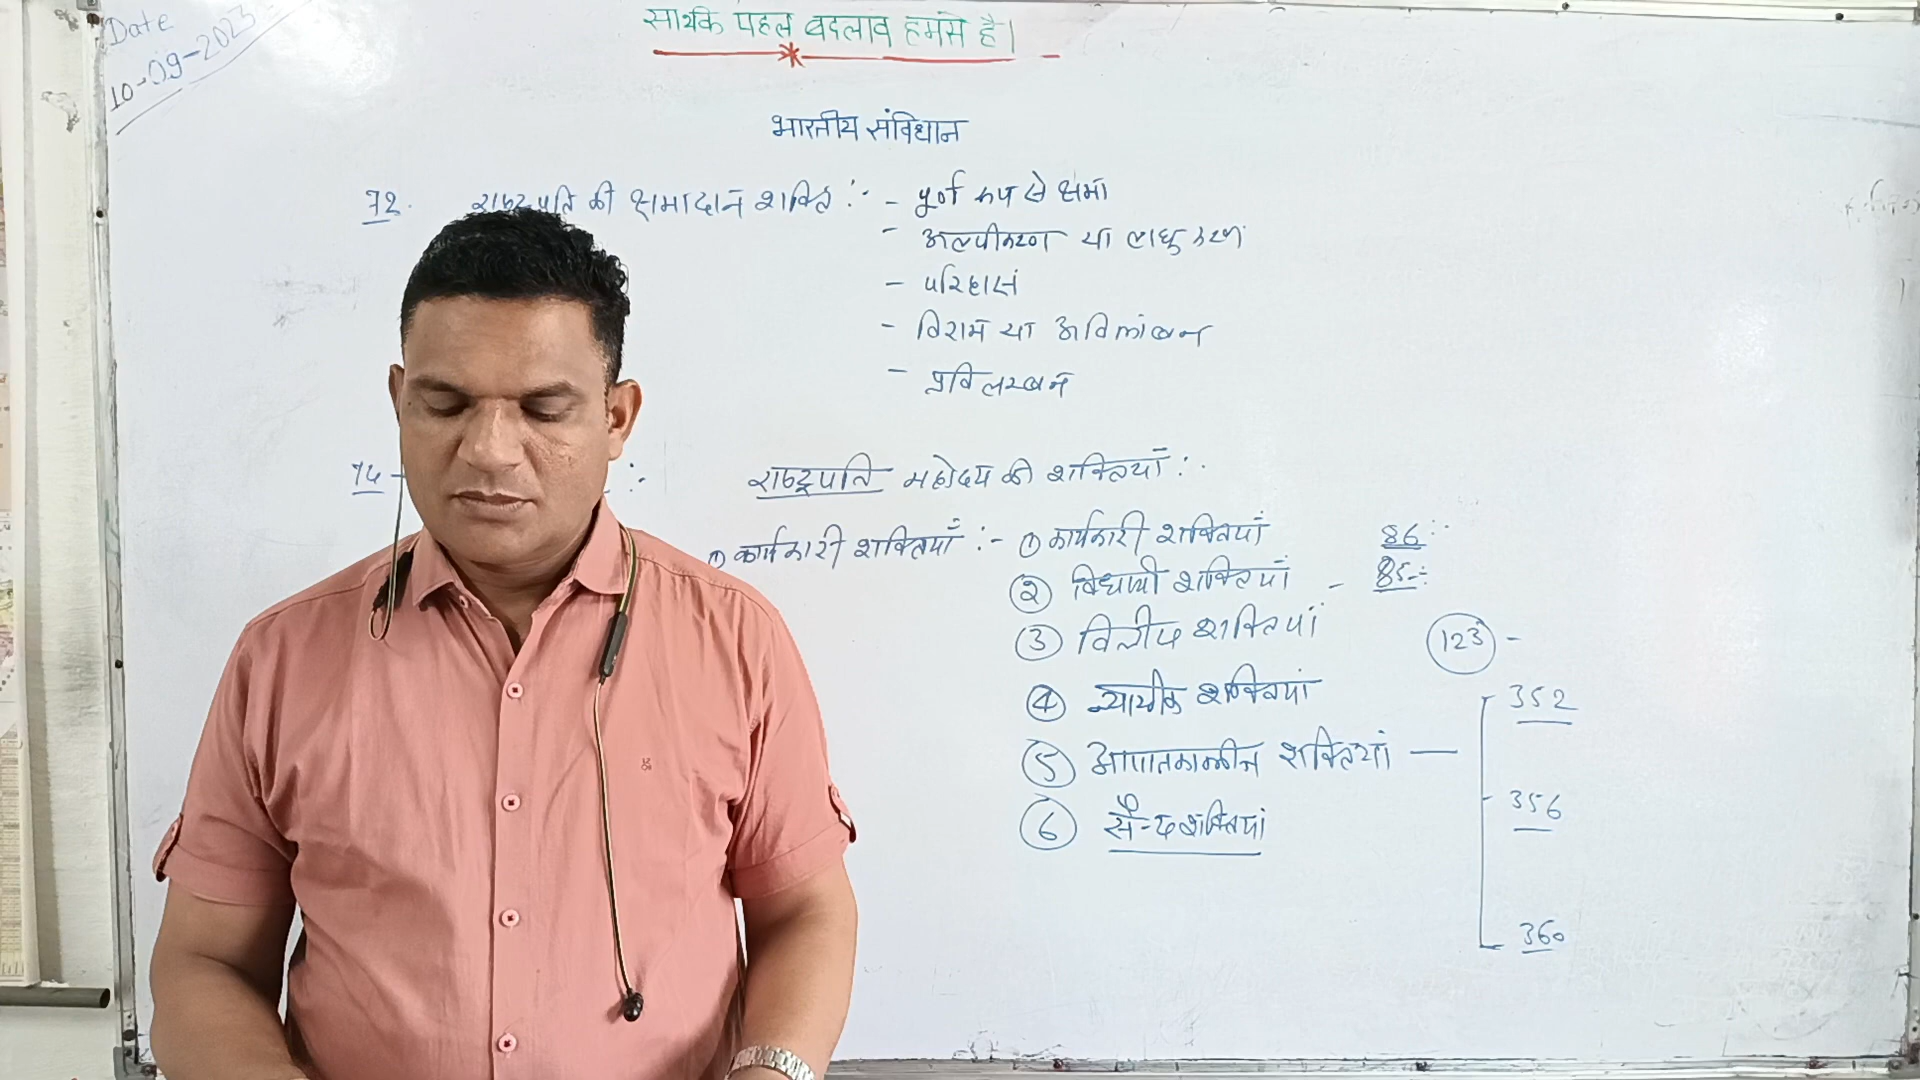 Date
10-09-2023
सार्थक पहल बदलाव हमसे है।
भारतीय संविधान
72. राष्ट्रपति की क्षमादान शक्ति :- - पूर्ण रूप से क्षमा
- अल्पीकरण या लघुकरण
- परिहास
- विराम या अविलंबन
- प्रविलम्बन
74 - :- राष्ट्रपति महोदय की शक्तियाँ :-
① कार्यकारी शक्तियाँ :- ① कार्यकारी शक्तियां 86 :-
② विधायी शक्तियां - 85 -:
③ वित्तीय शक्तियां 123 -
④ न्यायीक शक्तियां 352
⑤ आपातकालीन शक्तियां — 356
⑥ सैन्य शक्तियां
360